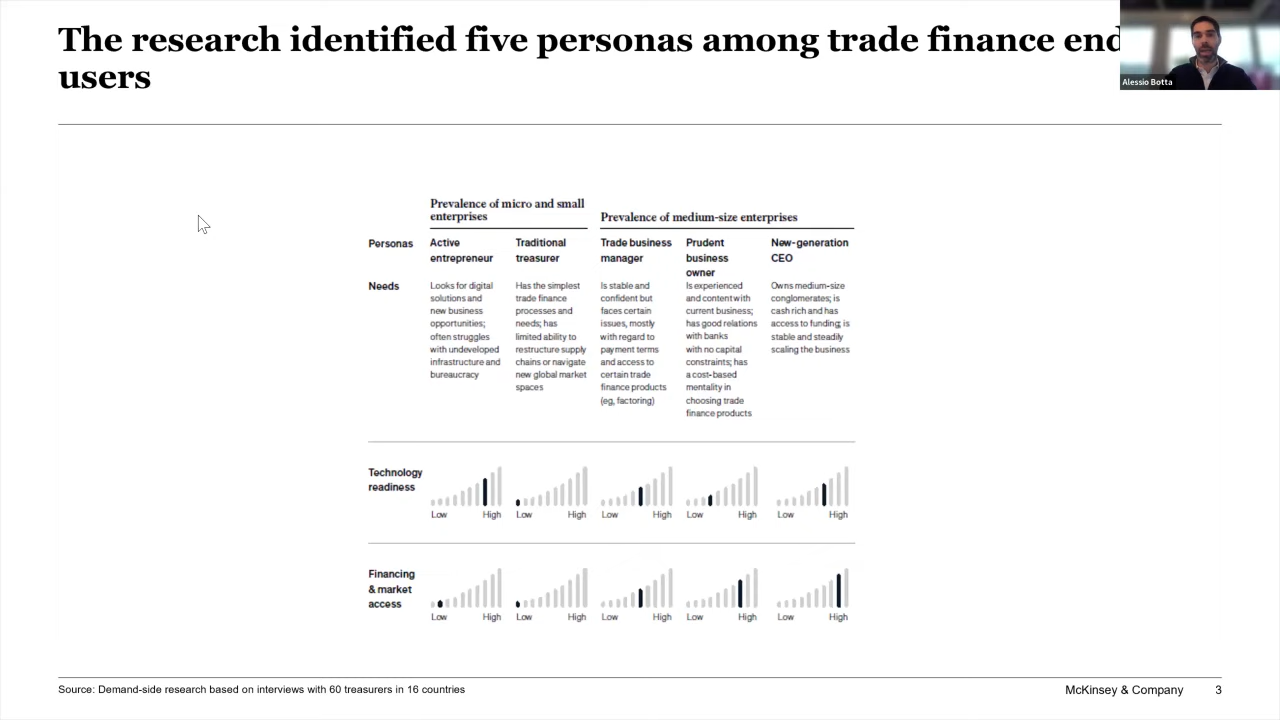 The research identified five personas among trade finance end
users
Alessio Botta
Prevalence of micro and small
enterprises
Prevalence of medium-size enterprises
Personas
Active
entrepreneur
Traditional
treasurer
Trade business
manager
Prudent
business
owner
New-generation
CEO
Needs
Looks for digital
solutions and
new business
opportunities;
often struggles
with undeveloped
infrastructure and
bureaucracy
Has the simplest
trade finance
processes and
needs; has
limited ability to
restructure supply
chains or navigate
new global market
spaces
Is stable and
confident but
faces certain
issues, mostly
with regard to
payment terms
and access to
certain trade
finance products
(eg, factoring)
Is experienced
and content with
current business;
has good relations
with banks
with no capital
constraints; has
a cost-based
mentality in
choosing trade
finance products
Owns medium-size
conglomerates; is
cash rich and has
access to funding; is
stable and steadily
scaling the business
Technology
readiness
Low High
Low High
Low High
Low High
Low High
Financing
& market
access
Low High
Low High
Low High
Low High
Low High
Source: Demand-side research based on interviews with 60 treasurers in 16 countries
McKinsey & Company 3